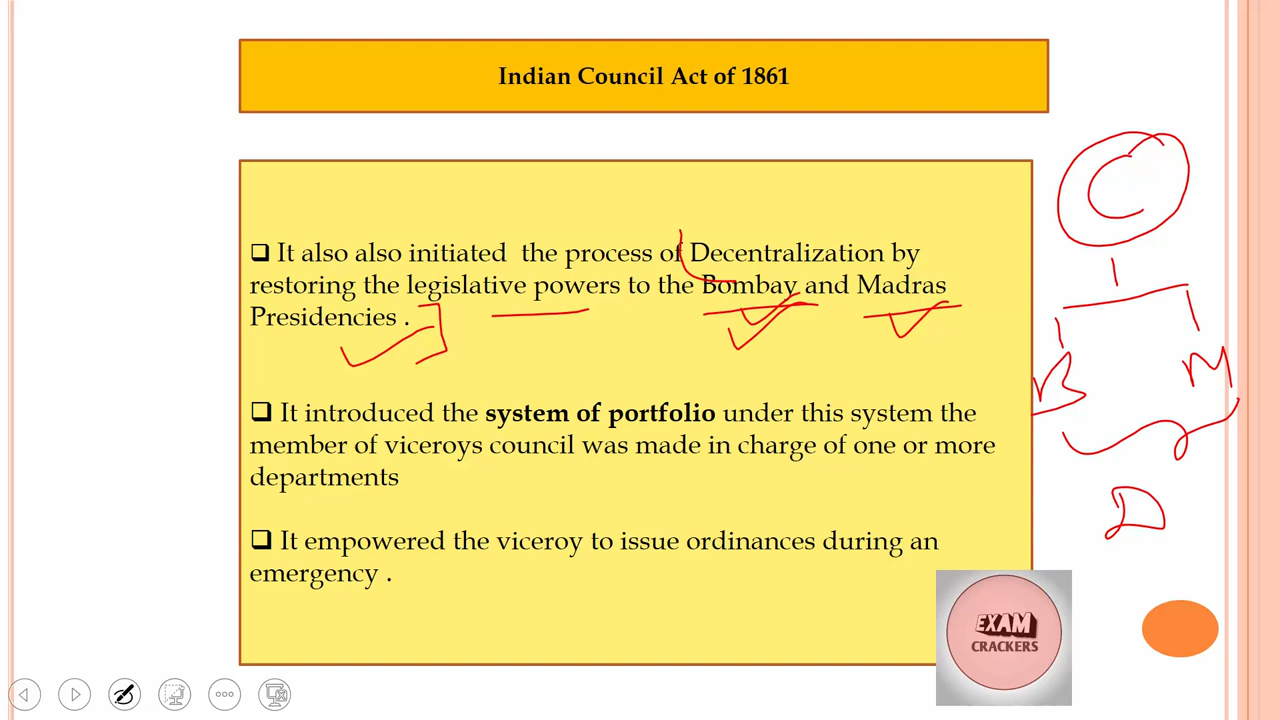 Indian Council Act of 1861
It also also initiated the process of Decentralization by
restoring the legislative powers to the Bombay and Madras
Presidencies .
It introduced the system of portfolio under this system the
member of viceroys council was made in charge of one or more
departments
It empowered the viceroy to issue ordinances during an
emergency .
C
B M
D
EXAM
CRACKERS